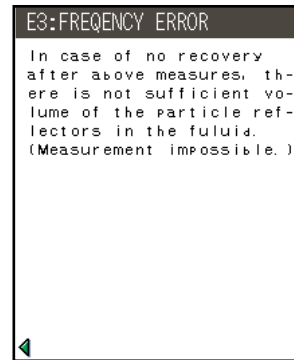 E3:FREQENCY ERROR
In case of no recovery
after above measures, th-
ere is not sufficient vo-
lume of the particle ref-
lectors in the fuluid.
(Measurement impossible.)